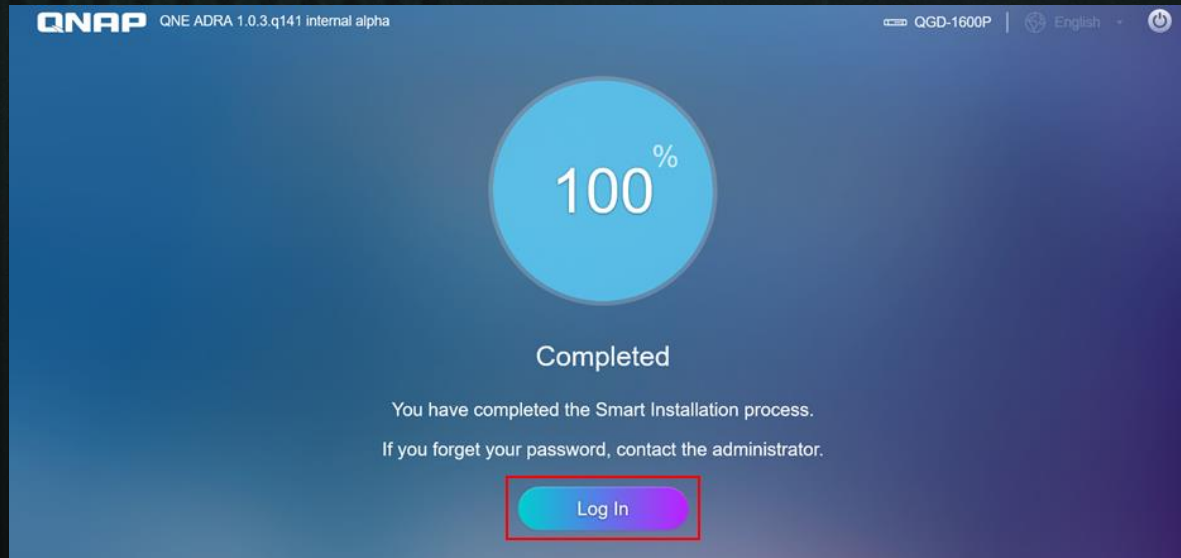 QNAP QNE ADRA 1.0.3.q141 internal alpha QGD-1600P | English
100%
Completed
You have completed the Smart Installation process.
If you forget your password, contact the administrator.
Log In